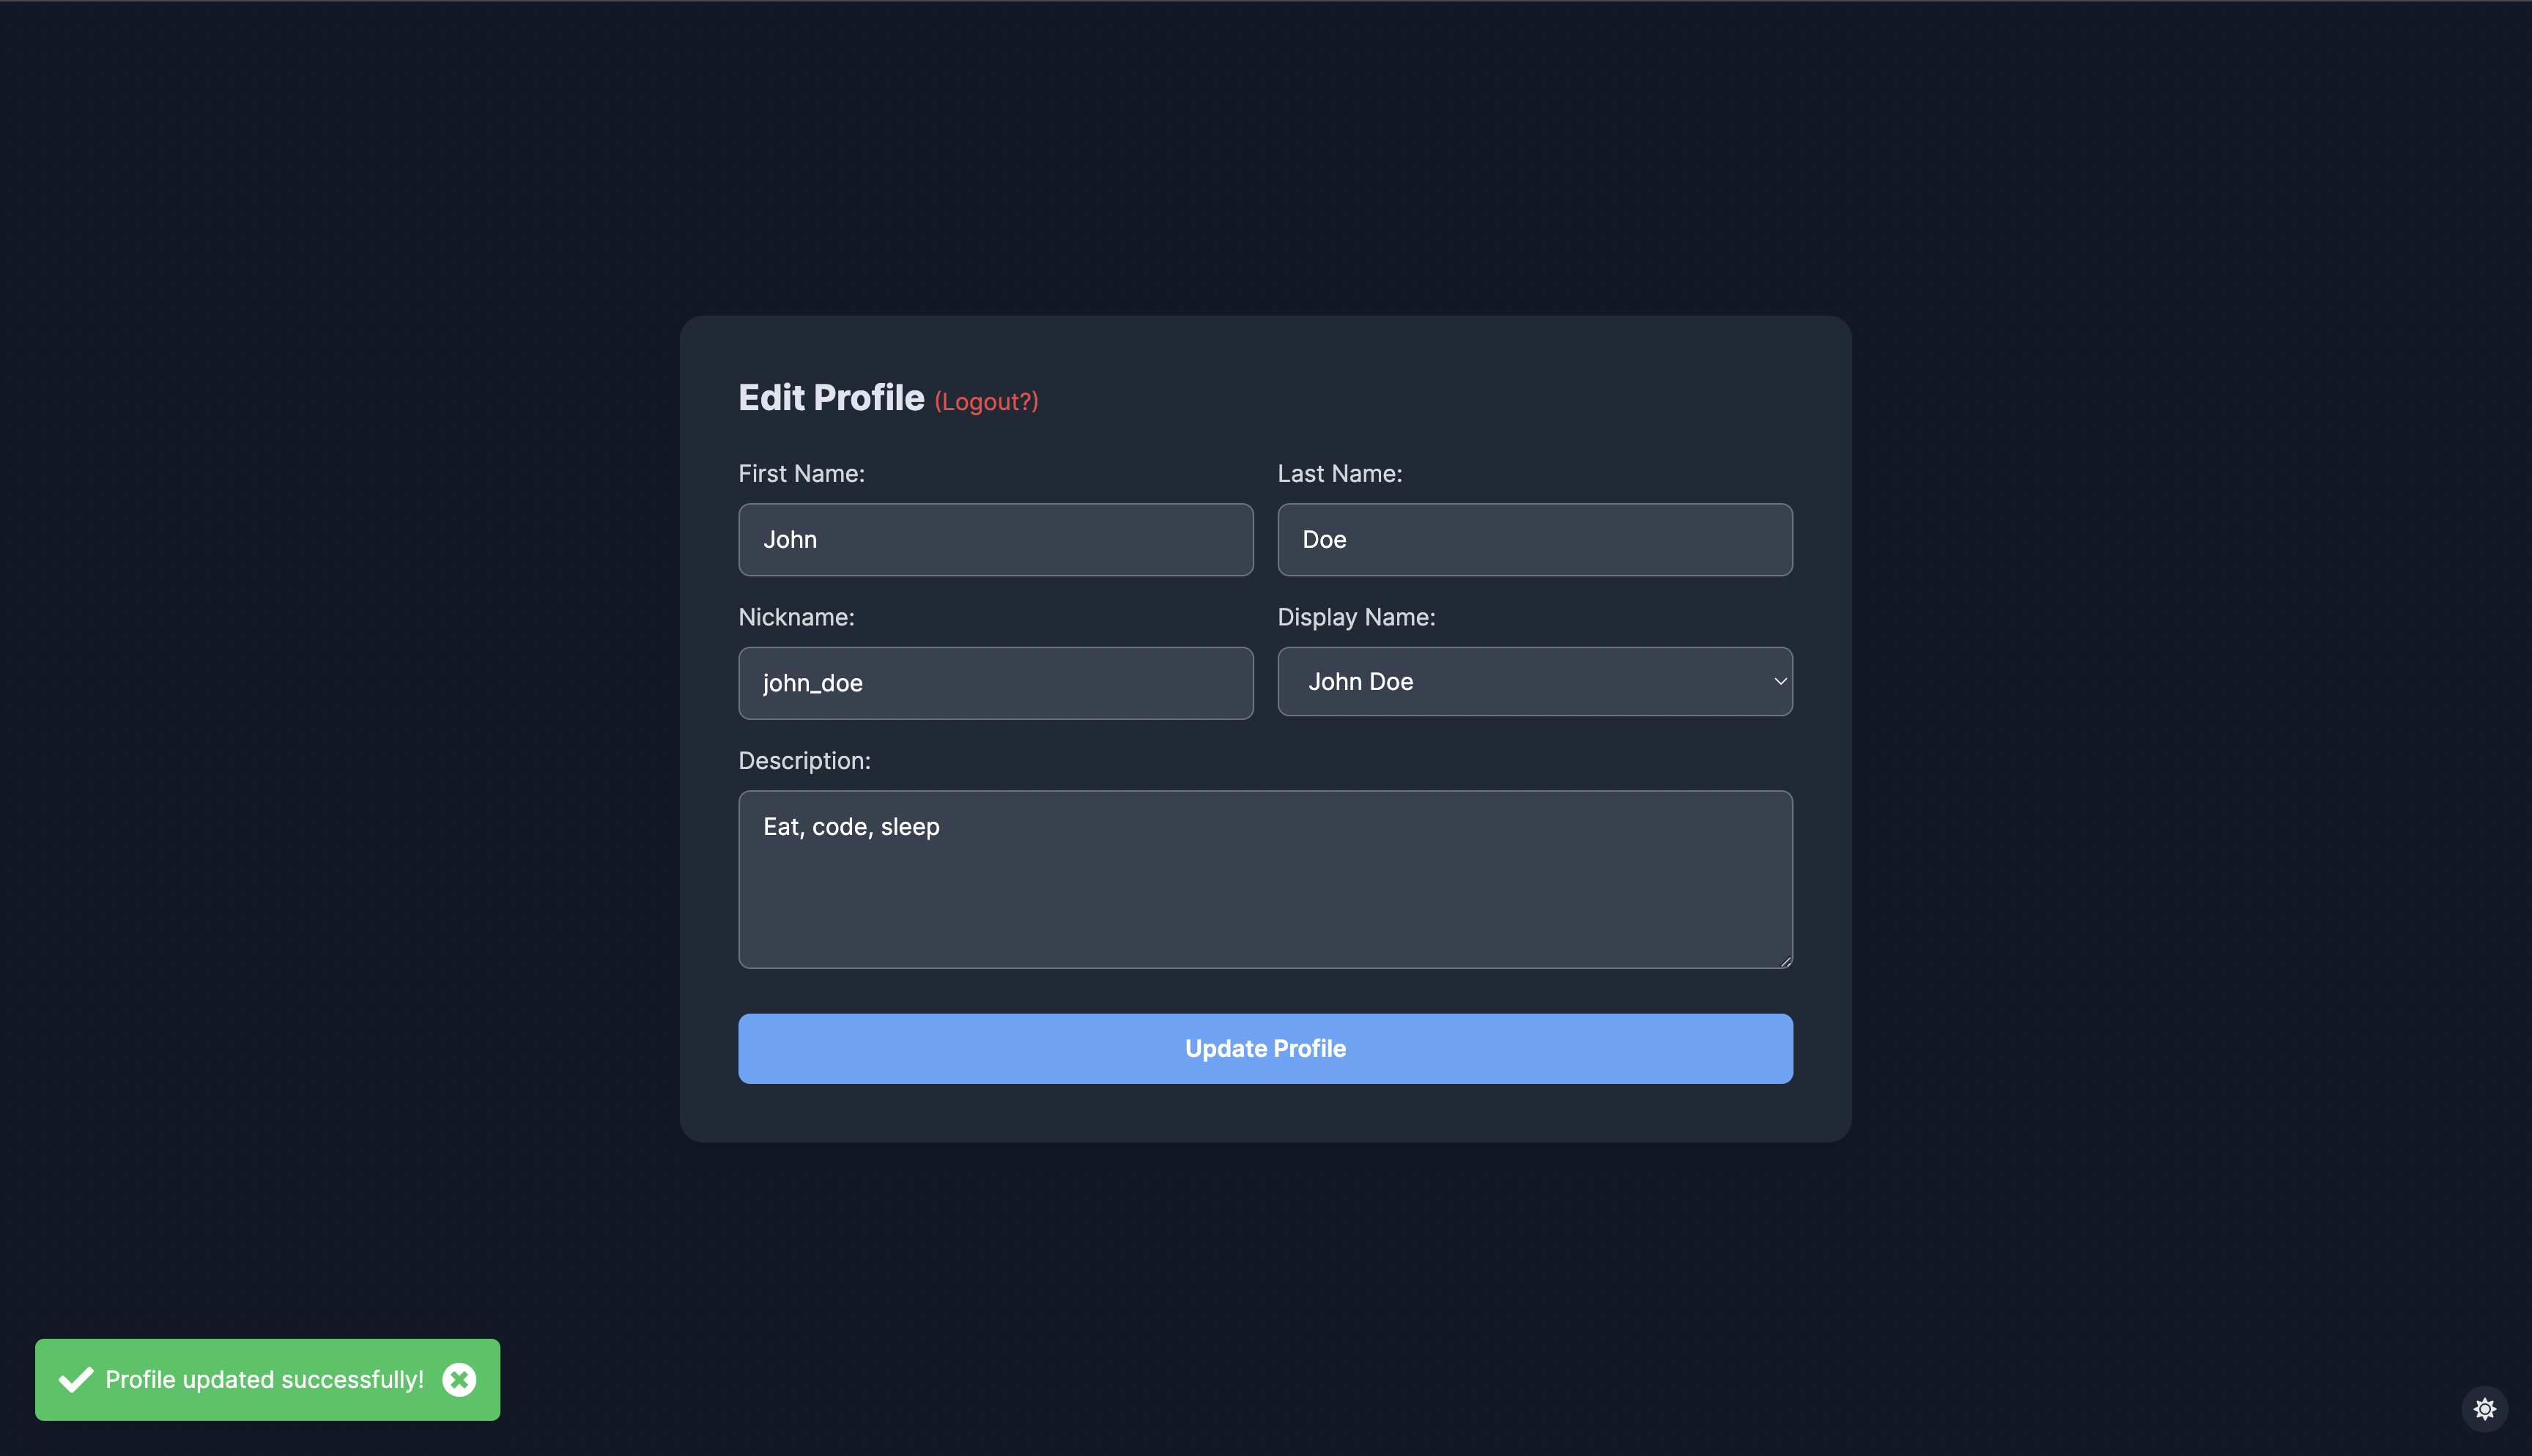 Edit Profile (Logout?)
First Name:
Last Name:
John
Doe
Nickname:
Display Name:
john_doe
John Doe
Description:
Eat, code, sleep
Update Profile
Profile updated successfully!